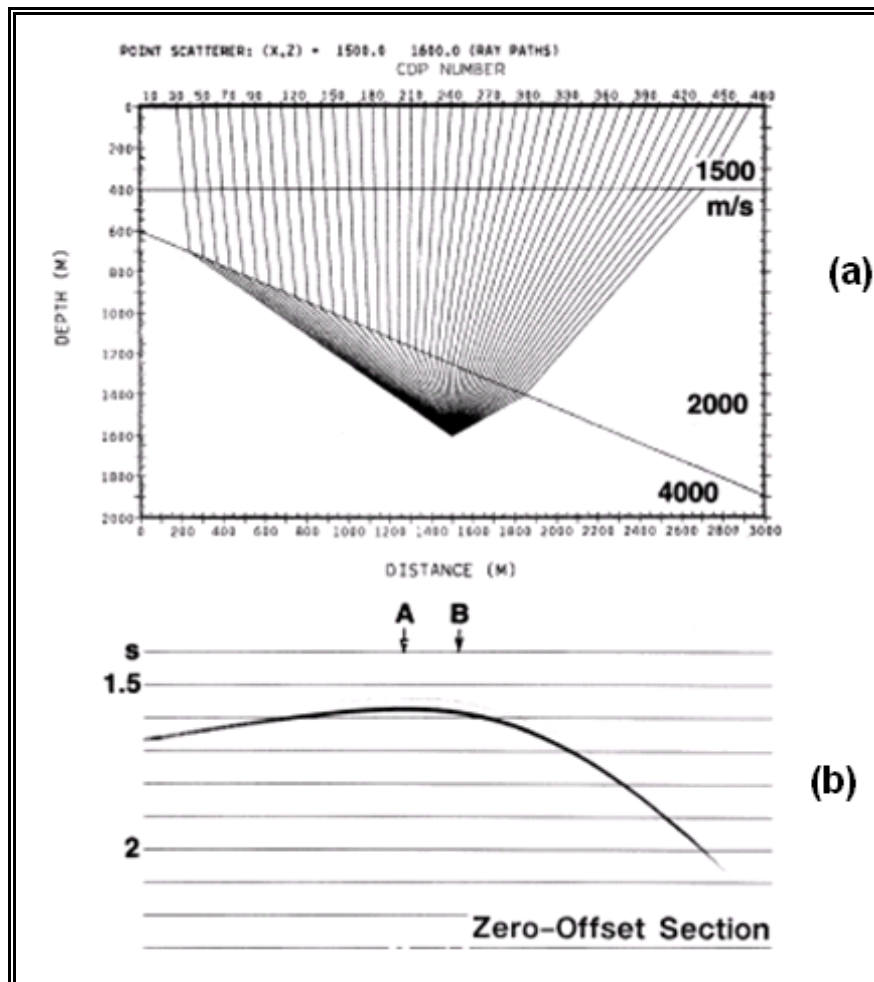 POINT SCATTERER: (X,Z) = 1500.0 1600.0 (RAY PATHS)
CDP NUMBER
10 30 50 70 90 120 150 180 210 240 270 300 330 360 390 430 460
0
200
400
600
800
1000
1200
1400
1600
1800
2000
DEPTH (M)
1500
m/s
2000
4000
(a)
0 200 400 600 800 1000 1200 1400 1600 1800 2000 2200 2400 2600 2800 3000
DISTANCE (M)
A B
s
1.5
2
(b)
Zero-Offset Section